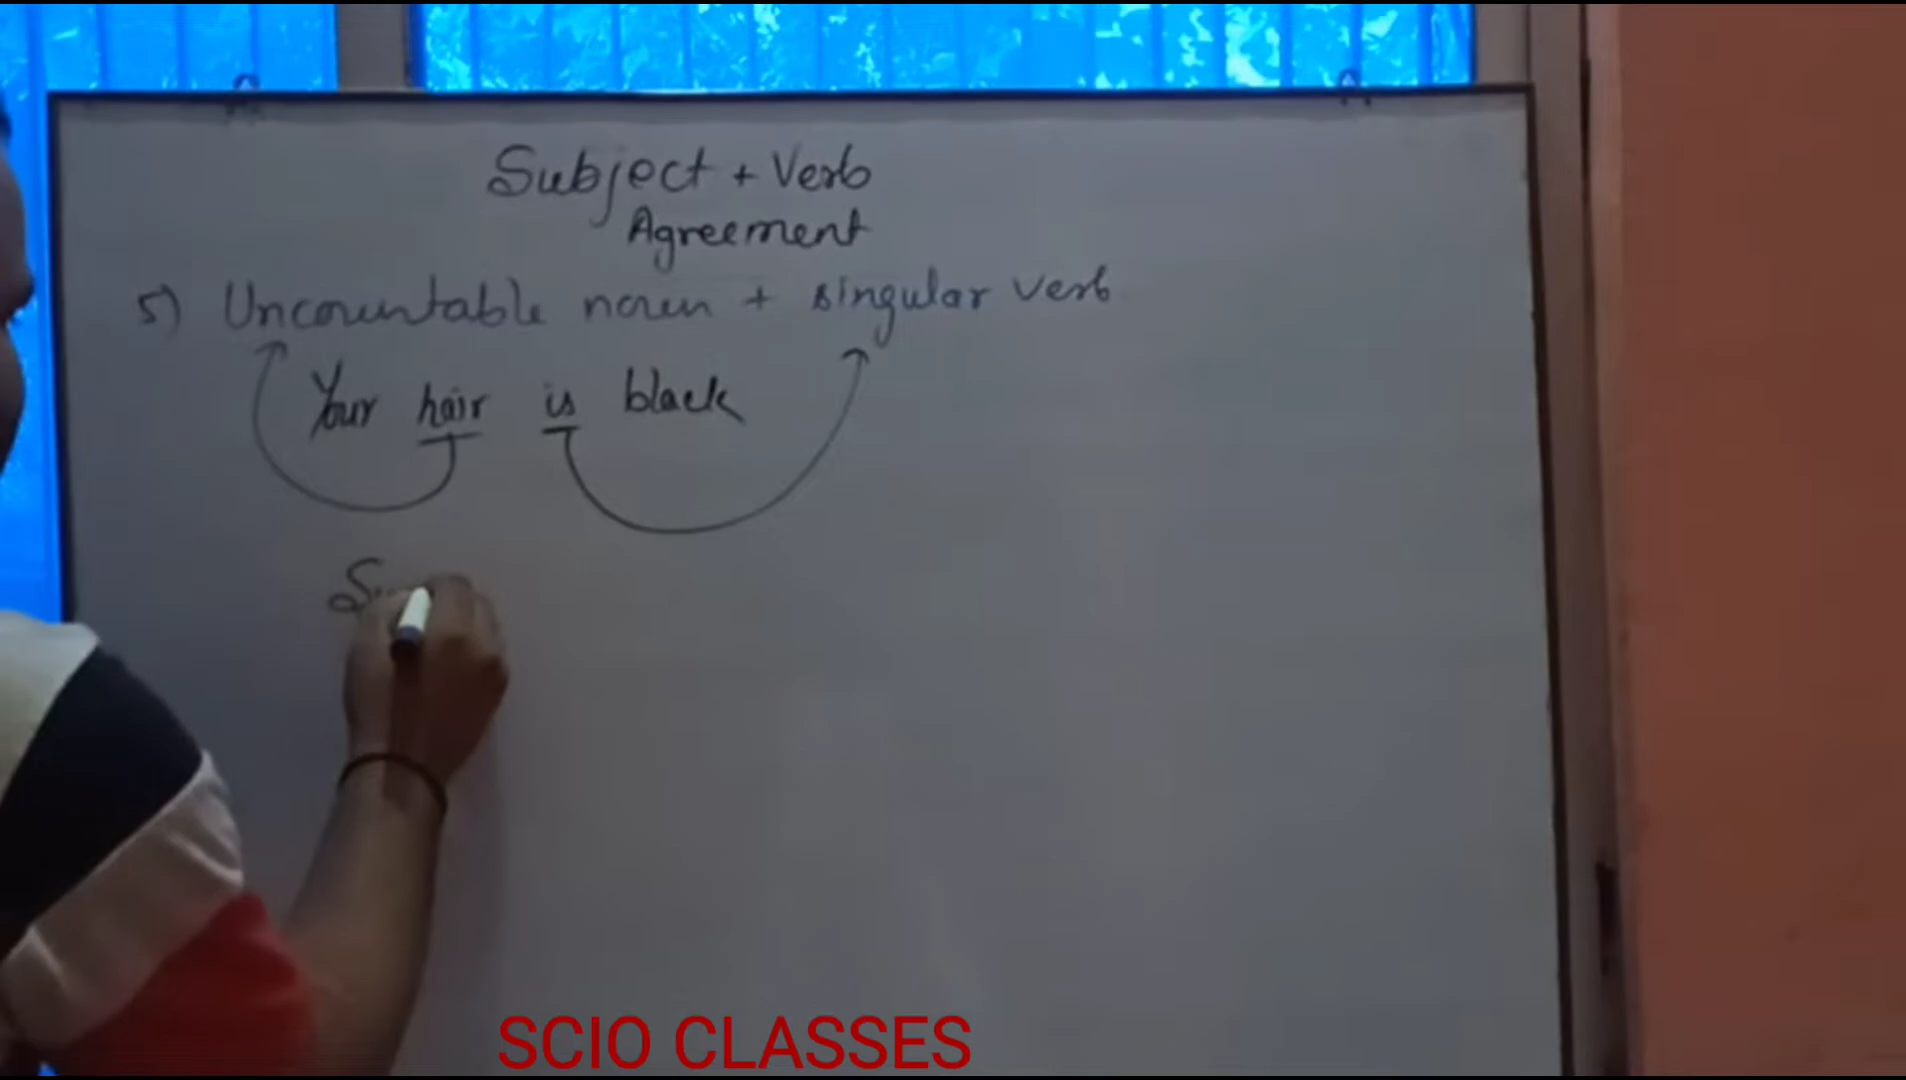 Subject + Verb
Agreement
5) Uncountable noun + singular verb
Your hair is black
SCIO CLASSES